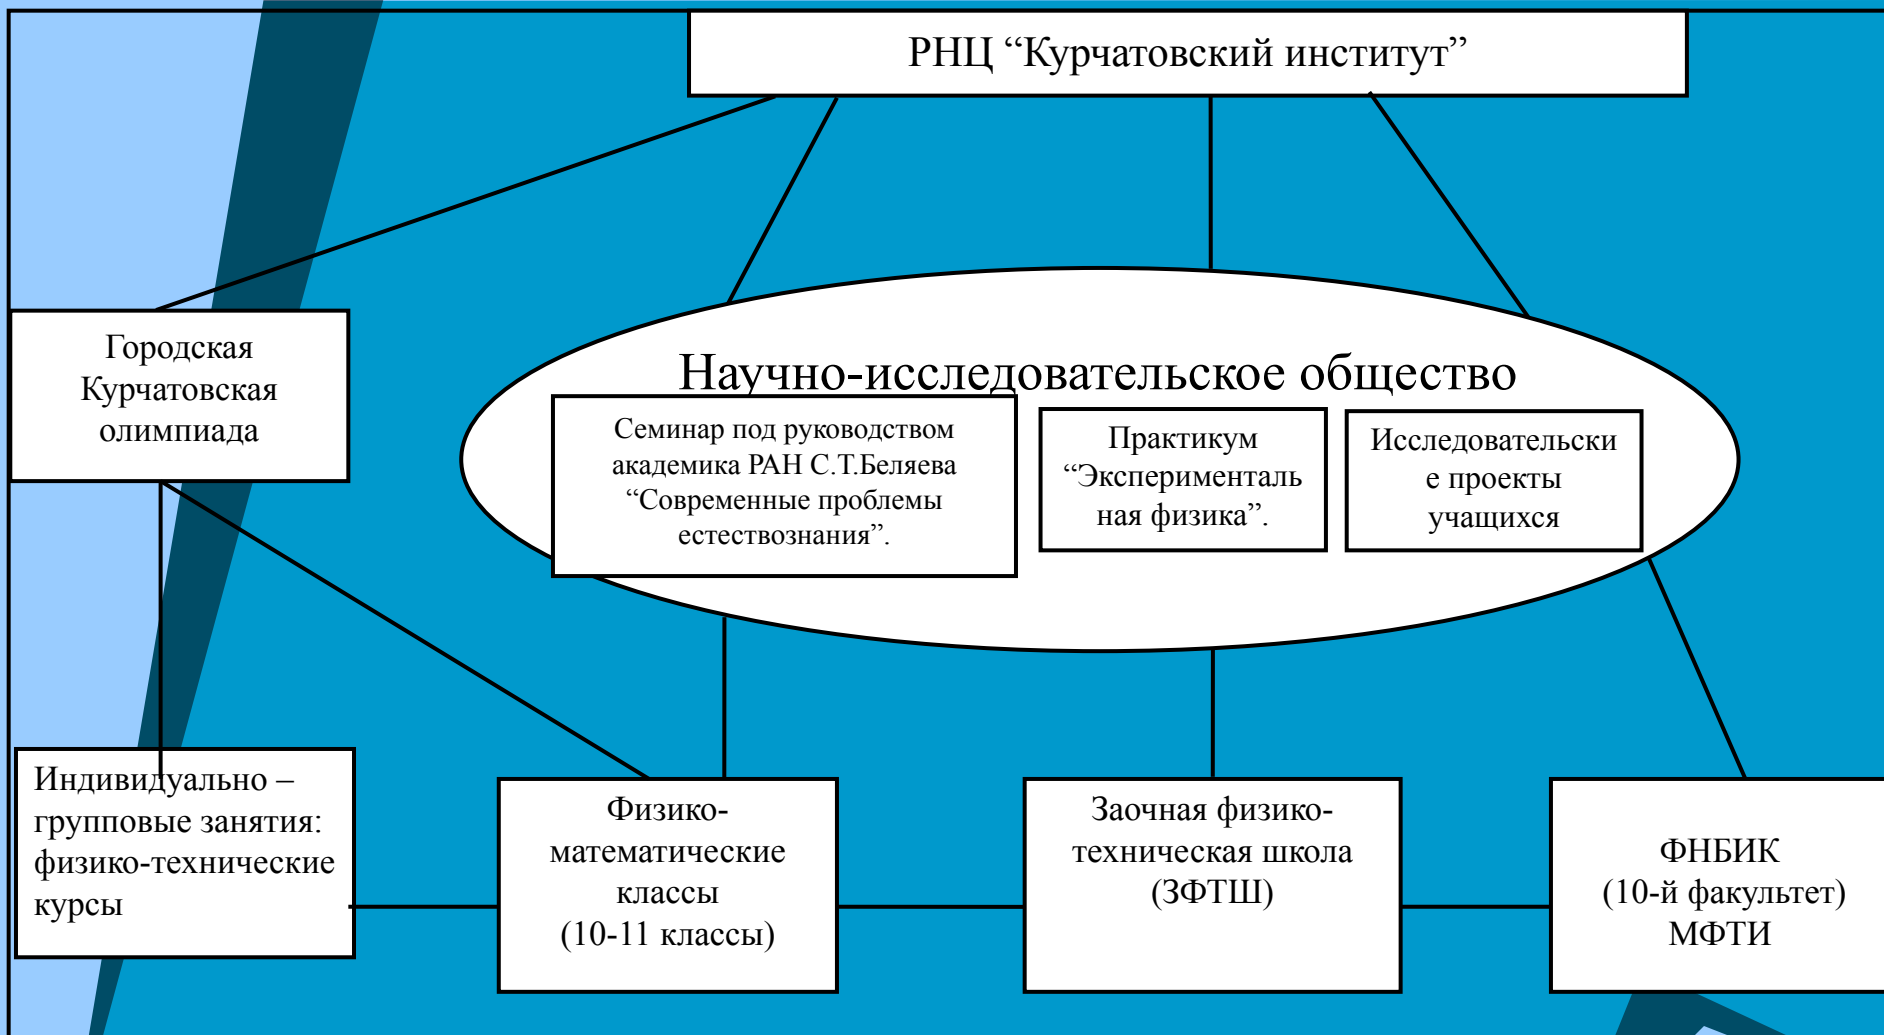 РНЦ “Курчатовский институт”
Городская
Курчатовская
олимпиада
Научно-исследовательское общество
Семинар под руководством
академика РАН С.Т.Беляева
“Современные проблемы
естествознания”.
Практикум
“Эксперименталь
ная физика”.
Исследовательски
е проекты
учащихся
Индивидуально –
групповые занятия:
физико-технические
курсы
Физико-
математические
классы
(10-11 классы)
Заочная физико-
техническая школа
(ЗФТШ)
ФНБИК
(10-й факультет)
МФТИ